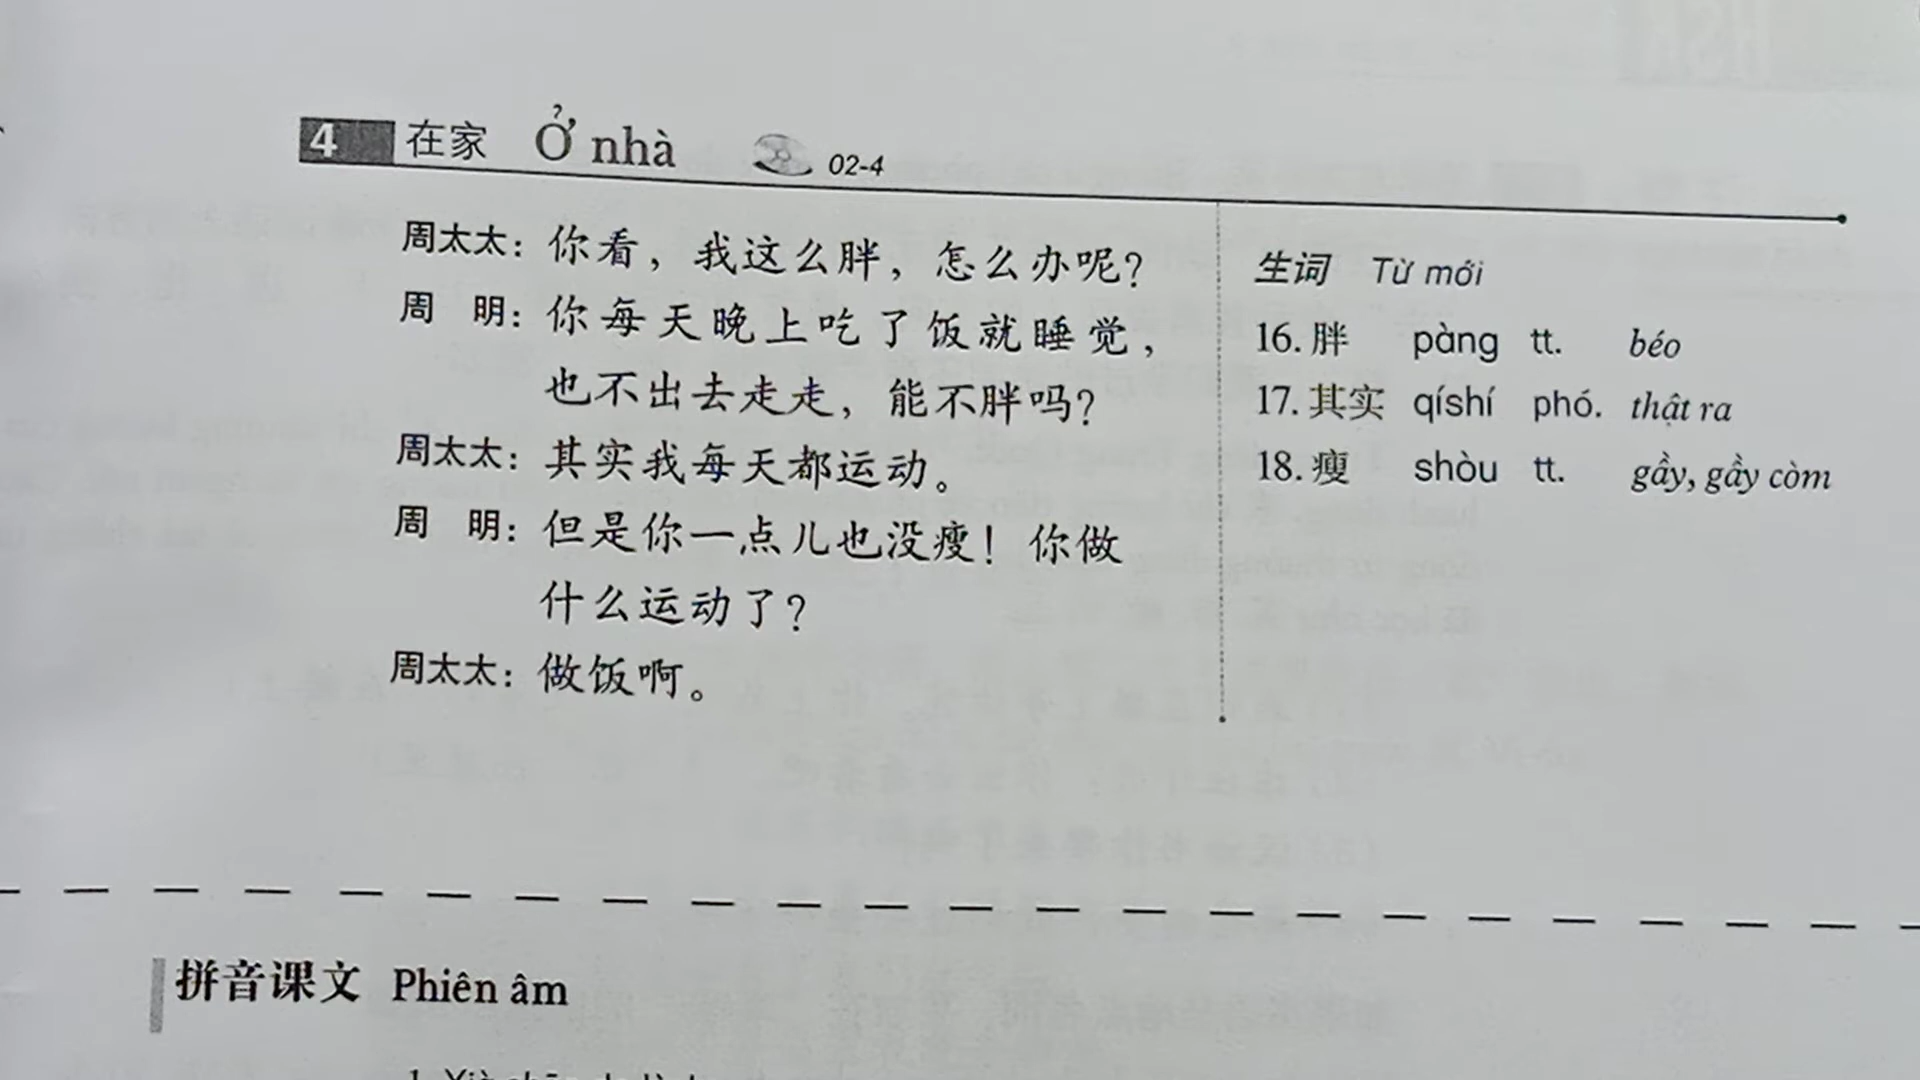 4 在家 Ở nhà 02-4
周太太：你看，我这么胖，怎么办呢？
周 明：你每天晚上吃了饭就睡觉，
也不出去走走，能不胖吗？
周太太：其实我每天都运动。
周 明：但是你一点儿也没瘦！你做
什么运动了？
周太太：做饭啊。
生词 Từ mới
16. 胖 pàng tt. béo
17. 其实 qíshí phó. thật ra
18. 瘦 shòu tt. gầy, gầy còm
拼音课文 Phiên âm